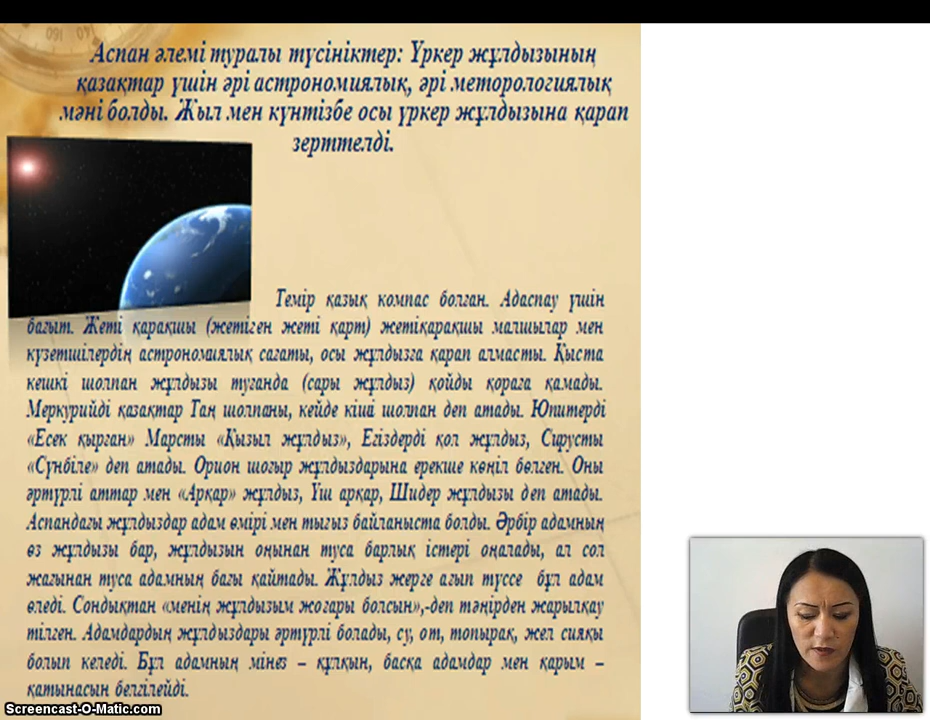 Аспан әлемі туралы түсініктер: Үркер жұлдызының
қазақтар үшін әрі астрономиялық, әрі меторологиялық
мәні болды. Жыл мен күнтізбе осы үркер жұлдызына қарап
зерттелді.
Темір қазық компас болған. Адаспау үшін
бағыт. Жеті қарақшы (жетіген жеті қарт) жетіқарақшы малшылар мен
күзетшілердің астрономиялық сағаты, осы жұлдызға қарап алмасты. Қыста
кешкі шолпан жұлдызы туғанда (сары жұлдыз) қойды қораға қамады.
Меркурийді қазақтар Таң шолпаны, кейде кіші шолпан деп атады. Юпитерді
«Есек қырған» Марсты «Қызыл жұлдыз», Егіздерді қол жұлдыз, Сирусты
«Сүнбіле» деп атады. Орион шоғыр жұлдыздарына ерекше көңіл бөлген. Оны
әртүрлі аттар мен «Арқар» жұлдыз, Үш арқар, Шидер жұлдызы деп атады.
Аспандағы жұлдыздар адам өмірі мен тығыз байланыста болды. Әрбір адамның
өз жұлдызы бар, жұлдызын оңынан туса барлық істері оңалады, ал сол
жағынан туса адамның бағы қайтады. Жұлдыз жерге ағып түссе бұл адам
өледі. Сондықтан «менің жұлдызым жоғары болсын»,-деп тәңірден жарылқау
тілген. Адамдардың жұлдыздары әртүрлі болады, су, от, топырақ, жел сияқы
болып келеді. Бұл адамның мінез – құлқын, басқа адамдар мен қарым –
қатынасын белгілейді.
Screencast-O-Matic.com